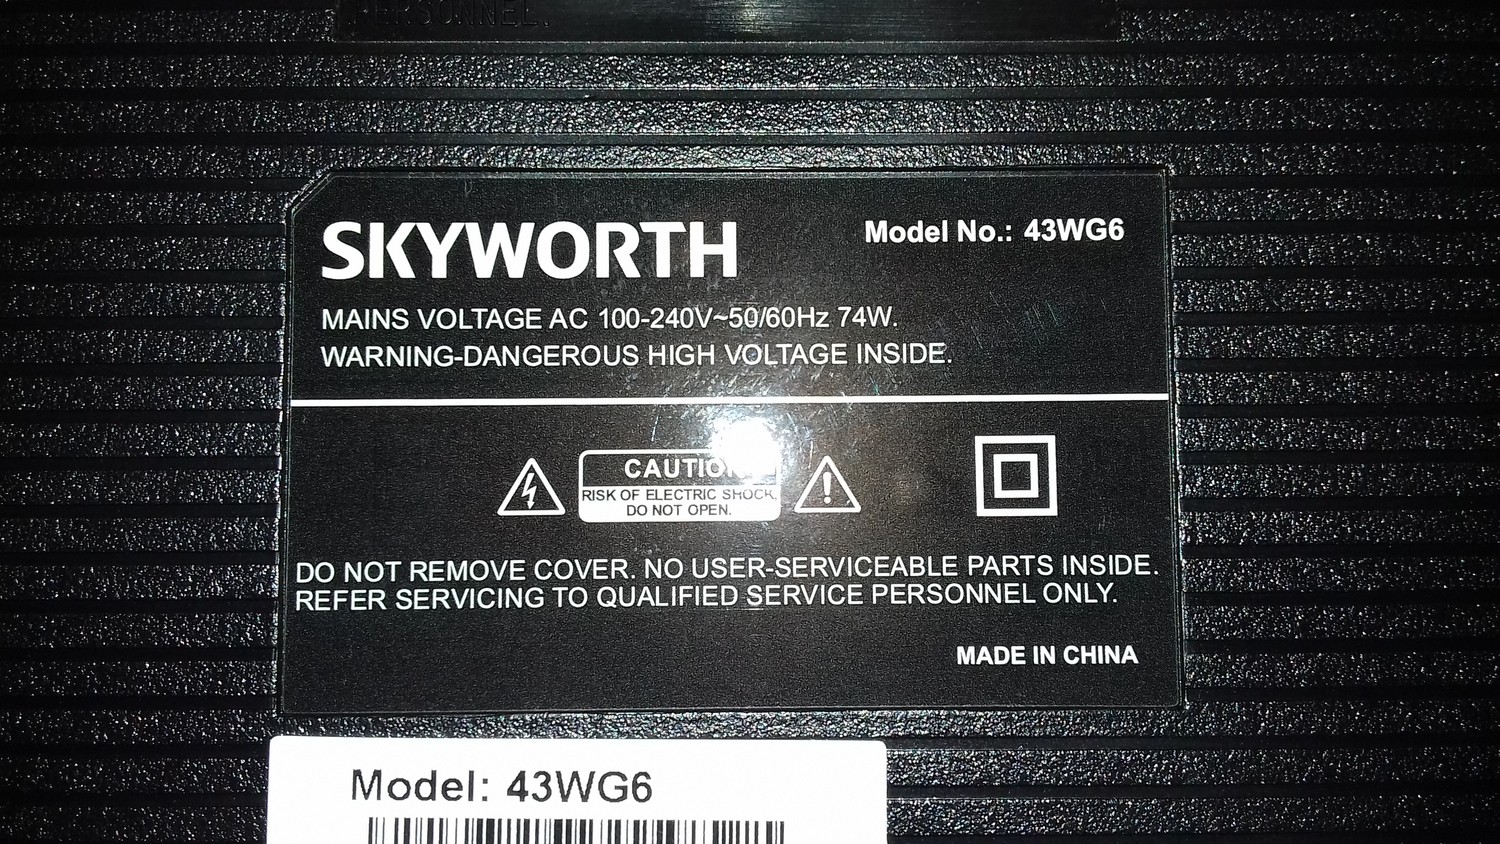 PERSONNEL.
SKYWORTH
Model No.: 43WG6
MAINS VOLTAGE AC 100-240V~50/60Hz 74W.
WARNING-DANGEROUS HIGH VOLTAGE INSIDE.
CAUTION
RISK OF ELECTRIC SHOCK,
DO NOT OPEN.
DO NOT REMOVE COVER. NO USER-SERVICEABLE PARTS INSIDE.
REFER SERVICING TO QUALIFIED SERVICE PERSONNEL ONLY.
MADE IN CHINA
Model: 43WG6